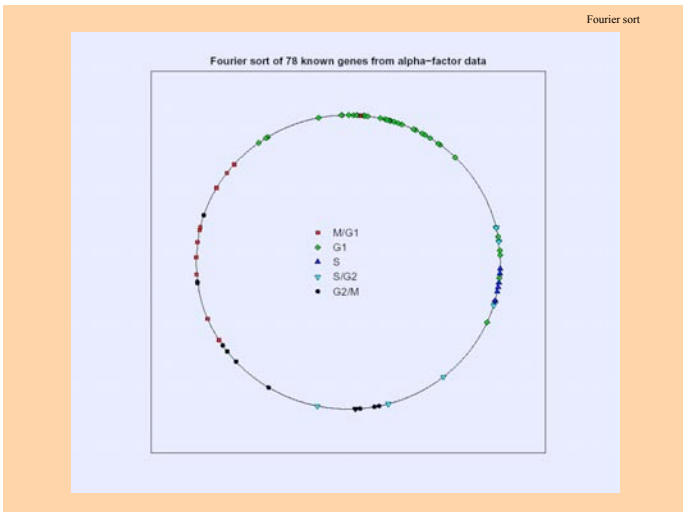 Fourier sort
Fourier sort of 78 known genes from alpha−factor data
M/G1
G1
S
S/G2
G2/M